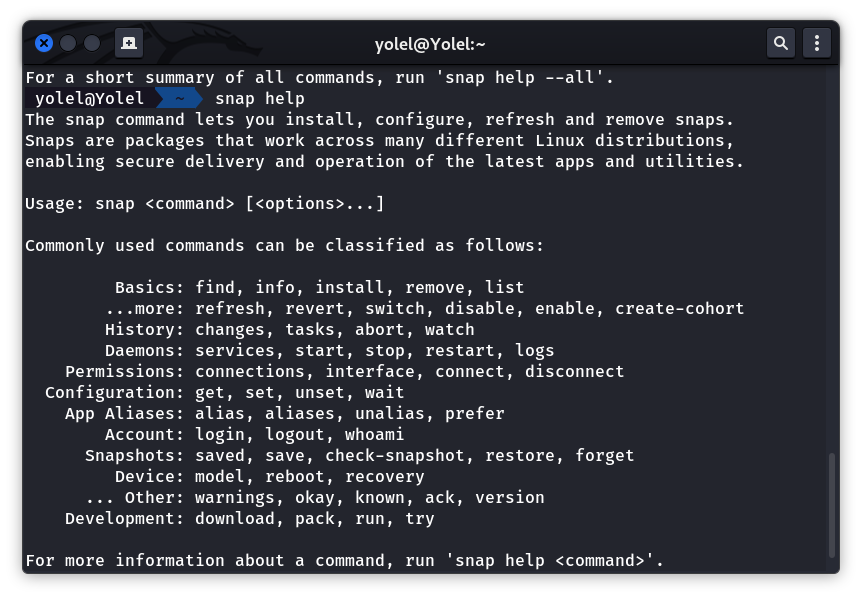 yolel@Yolel:~
For a short summary of all commands, run 'snap help --all'.
yolel@Yolel ~ snap help
The snap command lets you install, configure, refresh and remove snaps.
Snaps are packages that work across many different Linux distributions,
enabling secure delivery and operation of the latest apps and utilities.
Usage: snap <command> [<options>...]
Commonly used commands can be classified as follows:
Basics: find, info, install, remove, list
...more: refresh, revert, switch, disable, enable, create-cohort
History: changes, tasks, abort, watch
Daemons: services, start, stop, restart, logs
Permissions: connections, interface, connect, disconnect
Configuration: get, set, unset, wait
App Aliases: alias, aliases, unalias, prefer
Account: login, logout, whoami
Snapshots: saved, save, check-snapshot, restore, forget
Device: model, reboot, recovery
... Other: warnings, okay, known, ack, version
Development: download, pack, run, try
For more information about a command, run 'snap help <command>'.